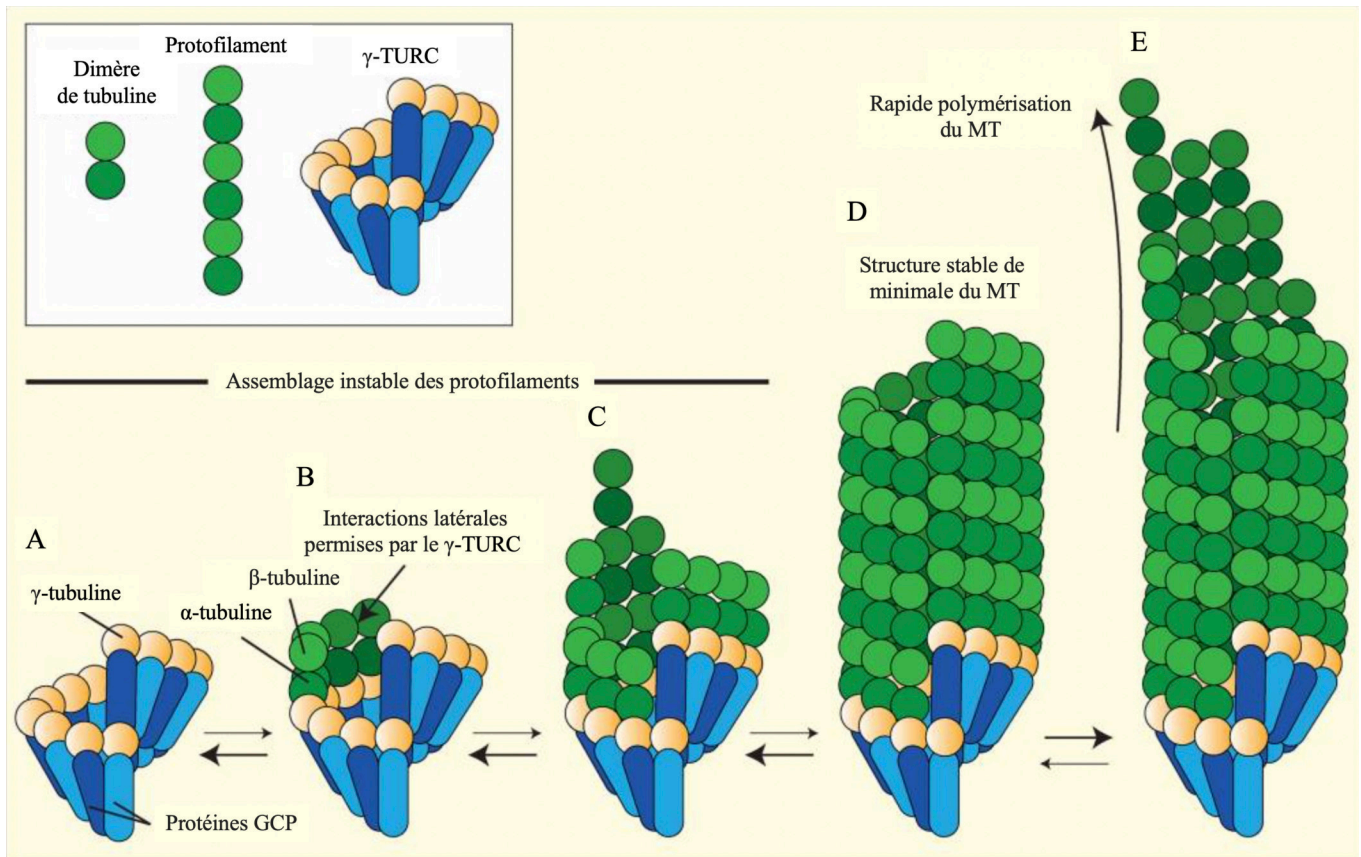 Protofilament
Dimère
de tubuline
γ-TURC
E
Rapide polymérisation
du MT
D
Structure stable de
minimale du MT
Assemblage instable des protofilaments
C
B
Interactions latérales
permises par le γ-TURC
A
β-tubuline
γ-tubuline
α-tubuline
Protéines GCP